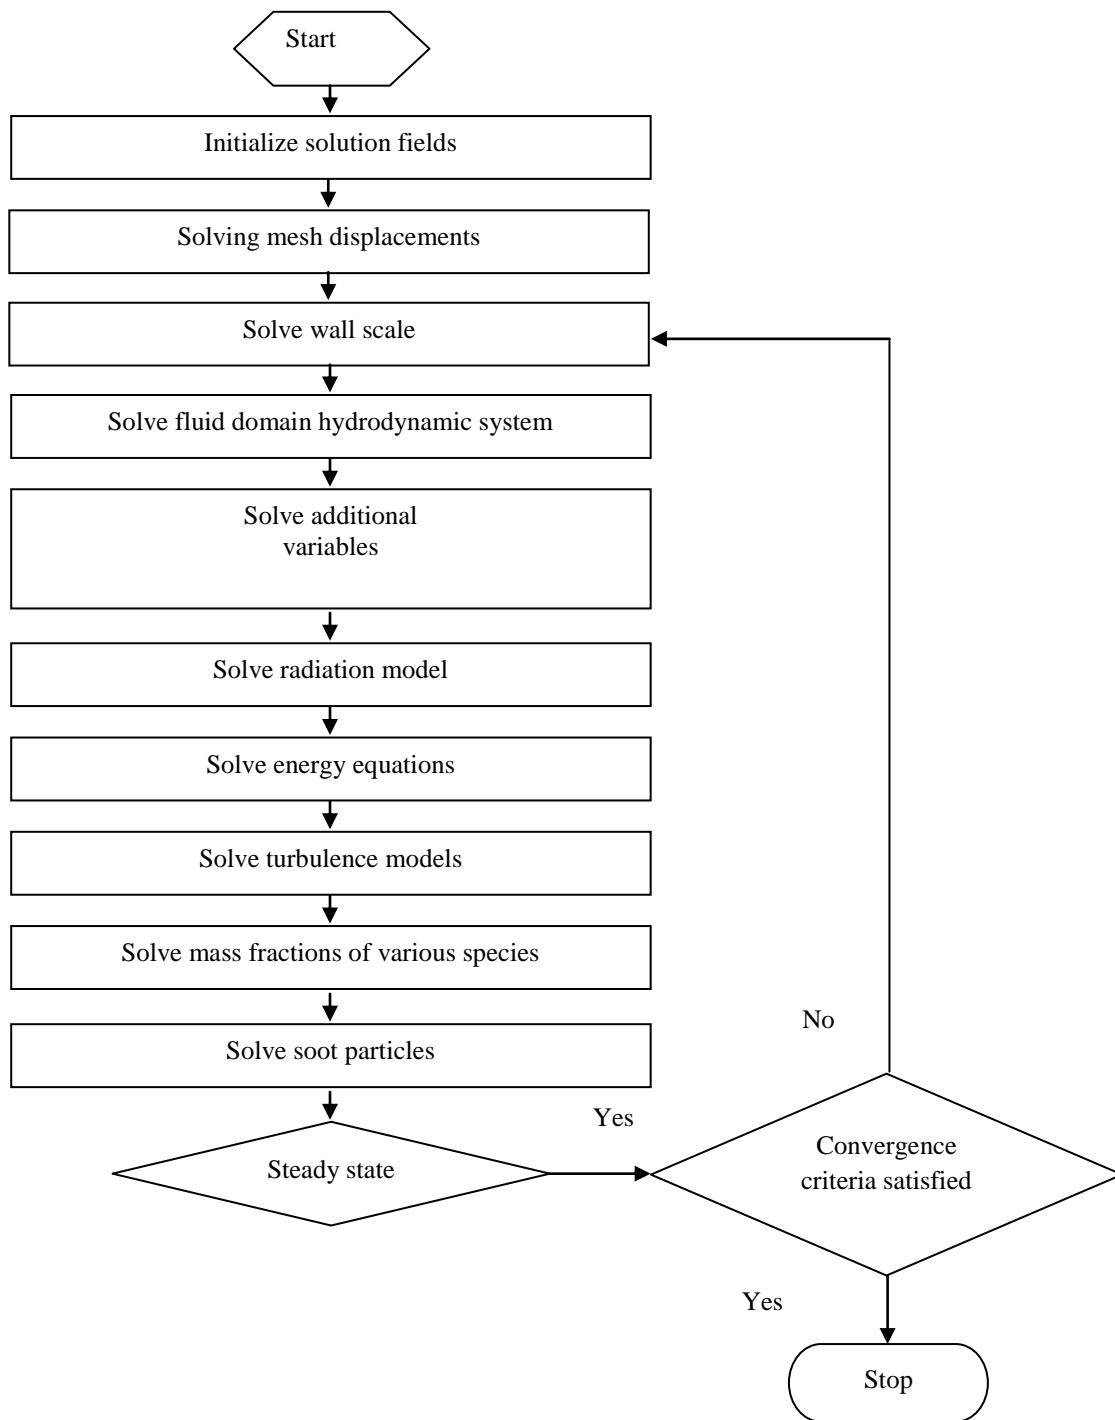 Start
Initialize solution fields
Solving mesh displacements
Solve wall scale
Solve fluid domain hydrodynamic system
Solve additional
variables
Solve radiation model
Solve energy equations
Solve turbulence models
Solve mass fractions of various species
Solve soot particles
Steady state
Yes
Convergence
criteria satisfied
No
Yes
Stop